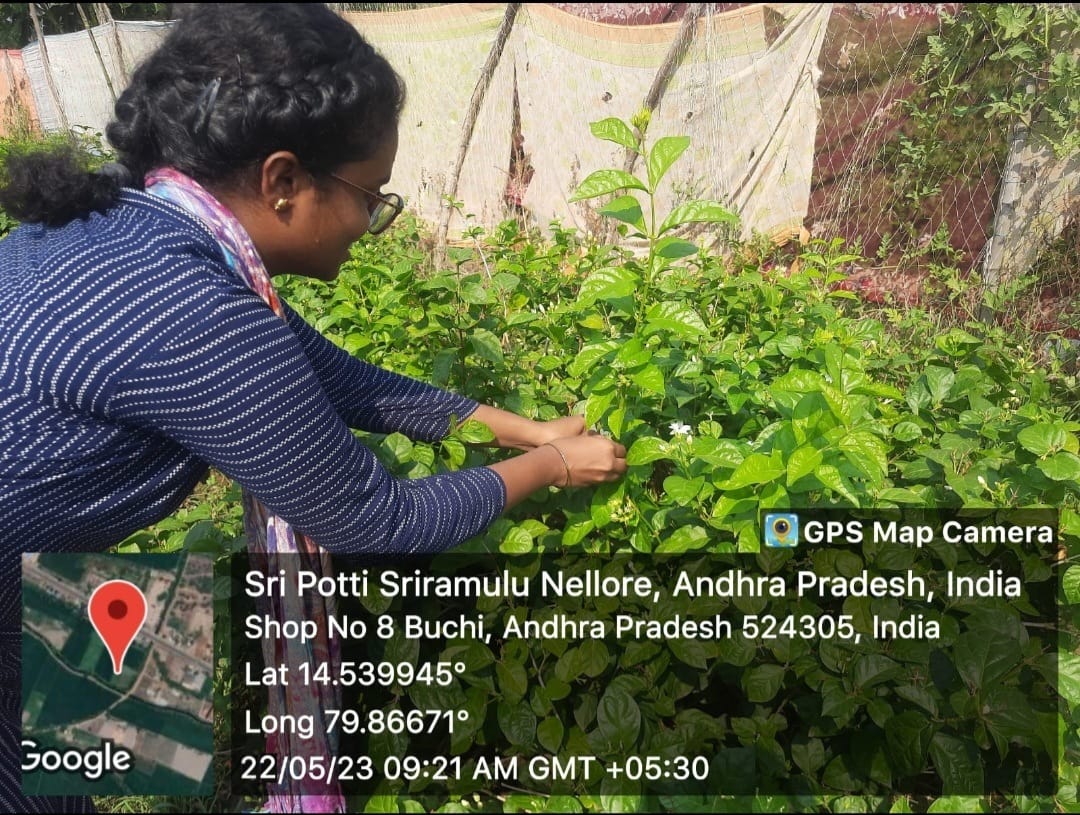 GPS Map Camera
Sri Potti Sriramulu Nellore, Andhra Pradesh, India
Shop No 8 Buchi, Andhra Pradesh 524305, India
Lat 14.539945°
Long 79.86671°
22/05/23 09:21 AM GMT +05:30
Google